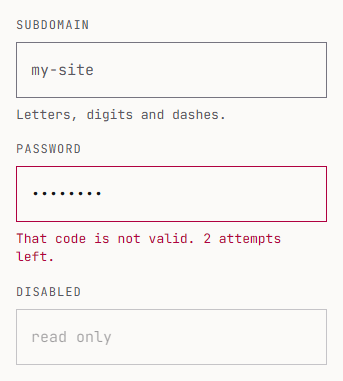 SUBDOMAIN
my-site
Letters, digits and dashes.
PASSWORD
••••••••
That code is not valid. 2 attempts
left.
DISABLED
read only